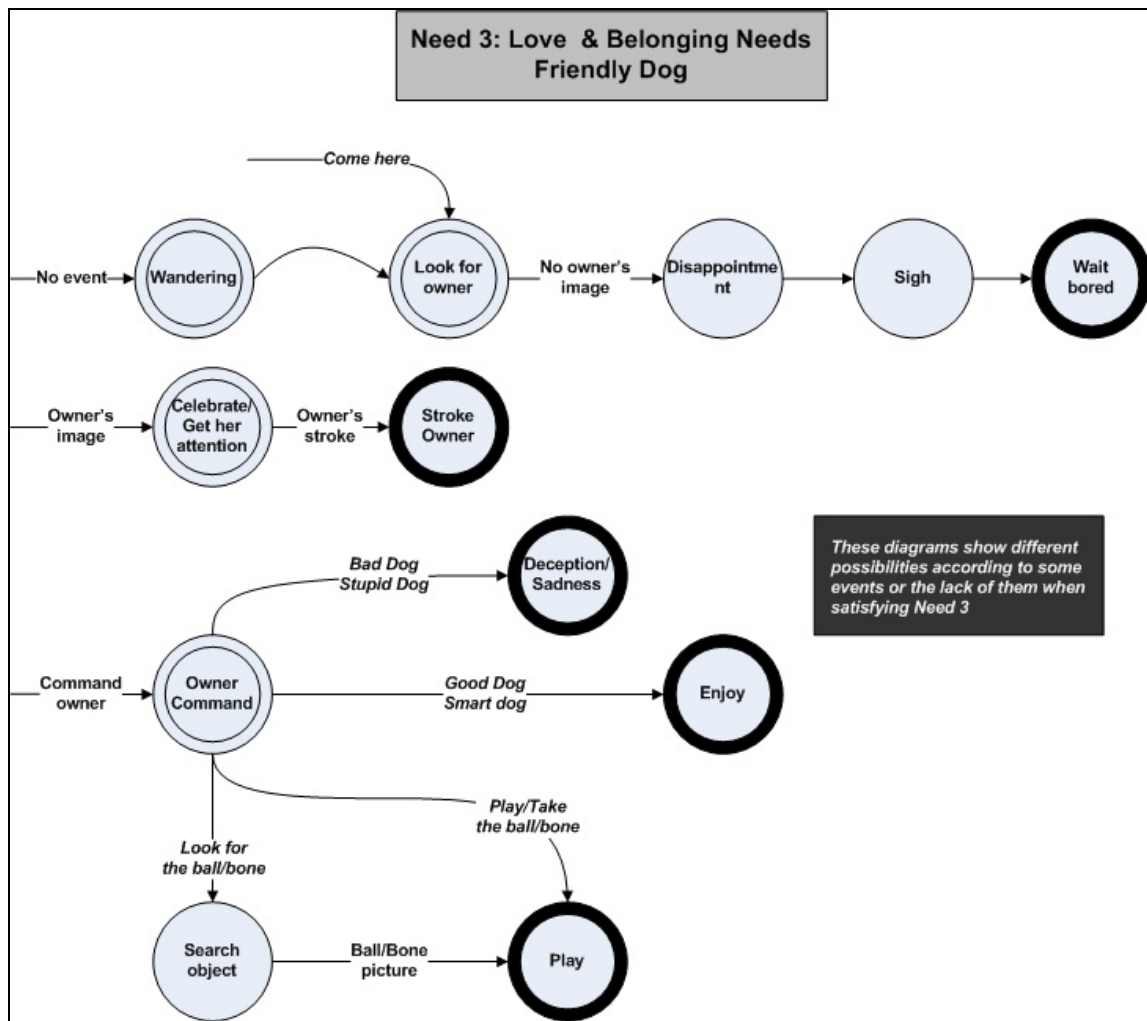 Need 3: Love & Belonging Needs
Friendly Dog
Come here
No event
Wandering
Look for
owner
No owner's
image
Disappointme
nt
Sigh
Wait
bored
Owner's
image
Celebrate/
Get her
attention
Owner's
stroke
Stroke
Owner
Bad Dog
Stupid Dog
Deception/
Sadness
These diagrams show different
possibilities according to some
events or the lack of them when
satisfying Need 3
Command
owner
Owner
Command
Good Dog
Smart dog
Enjoy
Play/Take
the ball/bone
Look for
the ball/bone
Search
object
Ball/Bone
picture
Play